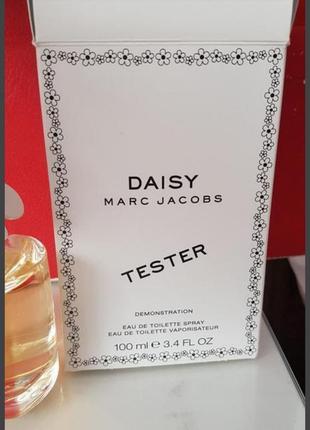 DAISY
MARC JACOBS
TESTER
DEMONSTRATION
EAU DE TOILETTE SPRAY
EAU DE TOILETTE VAPORISATEUR
100 ml ℮ 3.4 FL OZ